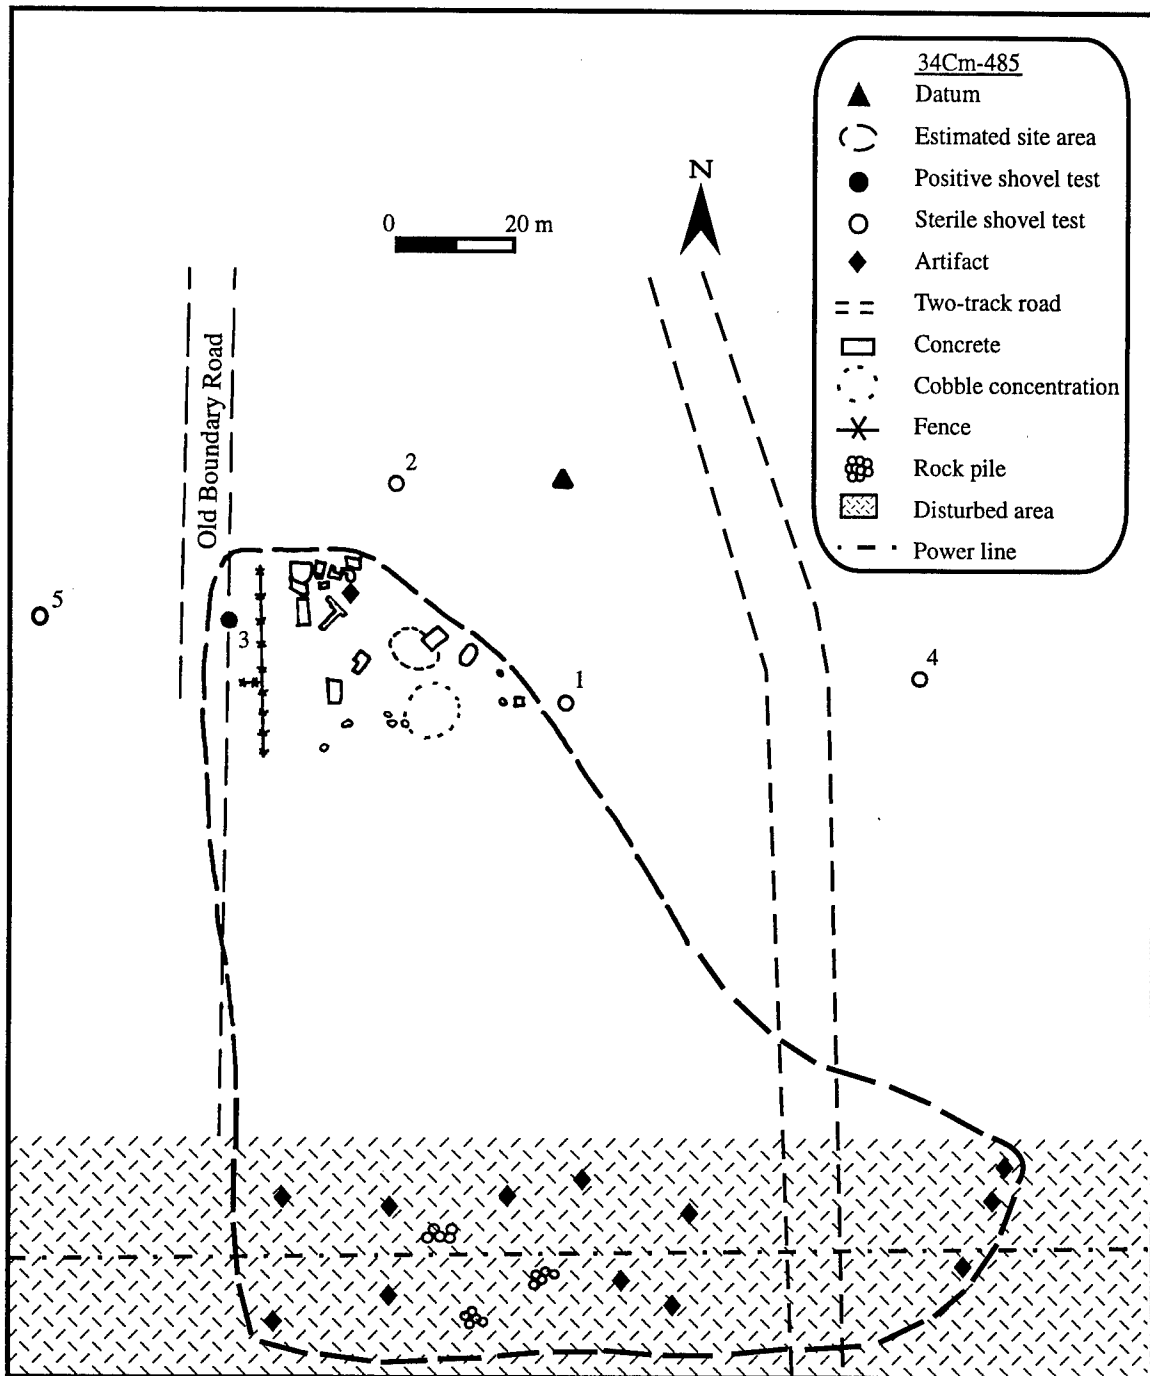 34Cm-485
Datum
Estimated site area
Positive shovel test
Sterile shovel test
Artifact
Two-track road
Concrete
Cobble concentration
Fence
Rock pile
Disturbed area
Power line
N
0 20 m
Old Boundary Road
2
5
3
1
4